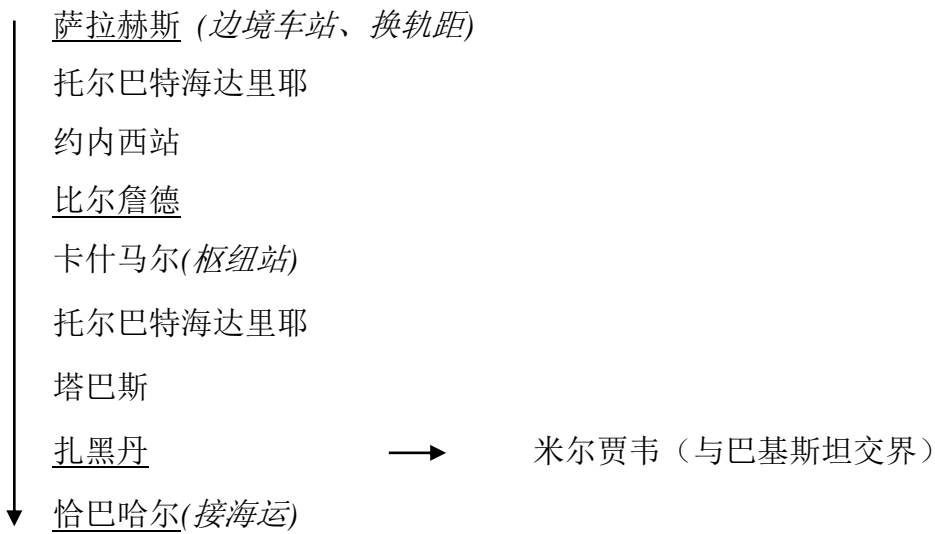 萨拉赫斯 (边境车站、换轨距)
托尔巴特海达里耶
约内西站
比尔詹德
卡什马尔(枢纽站)
托尔巴特海达里耶
塔巴斯
扎黑丹 米尔贾韦（与巴基斯坦交界）
恰巴哈尔(接海运)